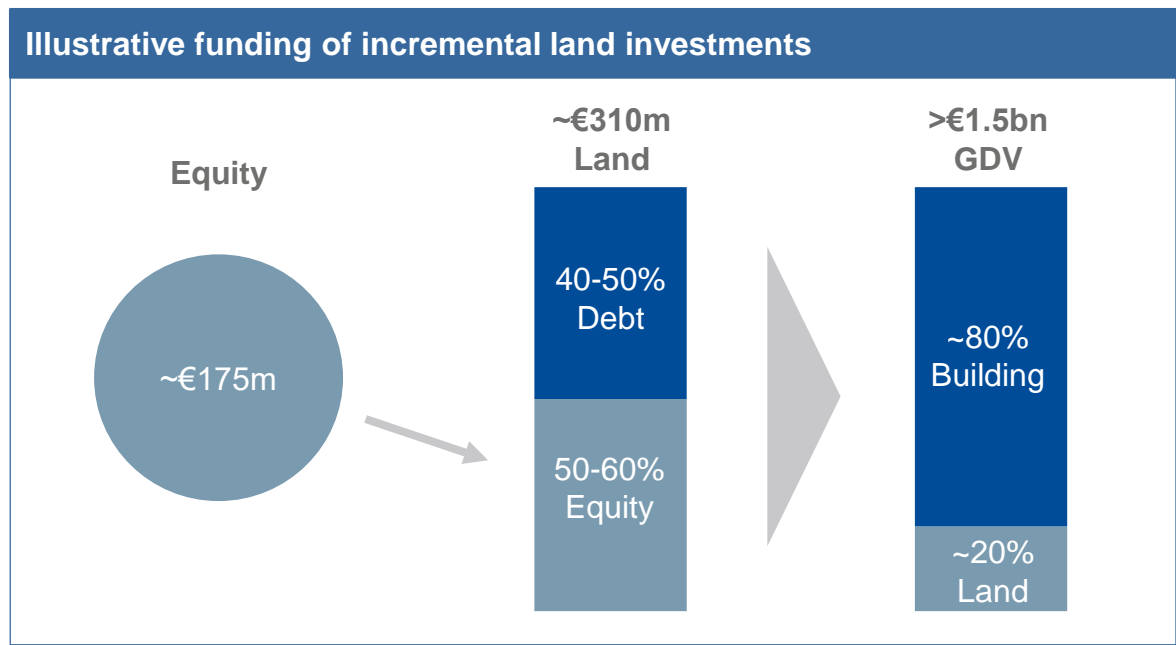 Illustrative funding of incremental land investments
Equity
~€175m
~€310m
Land
40-50%
Debt
50-60%
Equity
>€1.5bn
GDV
~80%
Building
~20%
Land